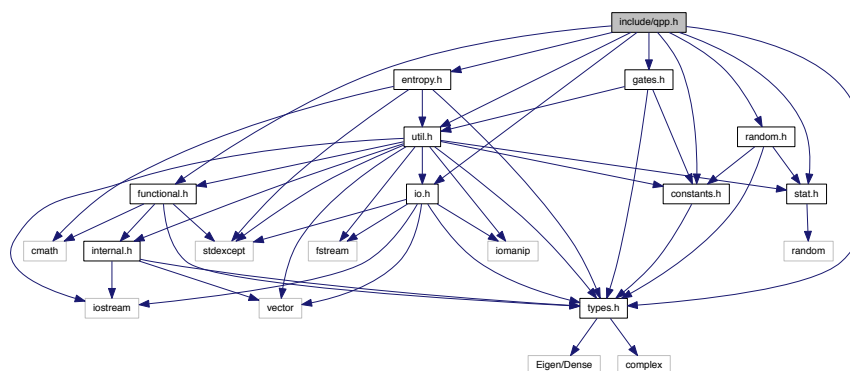 include/qpp.h
entropy.h
gates.h
util.h
random.h
functional.h
io.h
constants.h
stat.h
cmath
internal.h
stdexcept
fstream
iomanip
random
iostream
vector
types.h
Eigen/Dense
complex